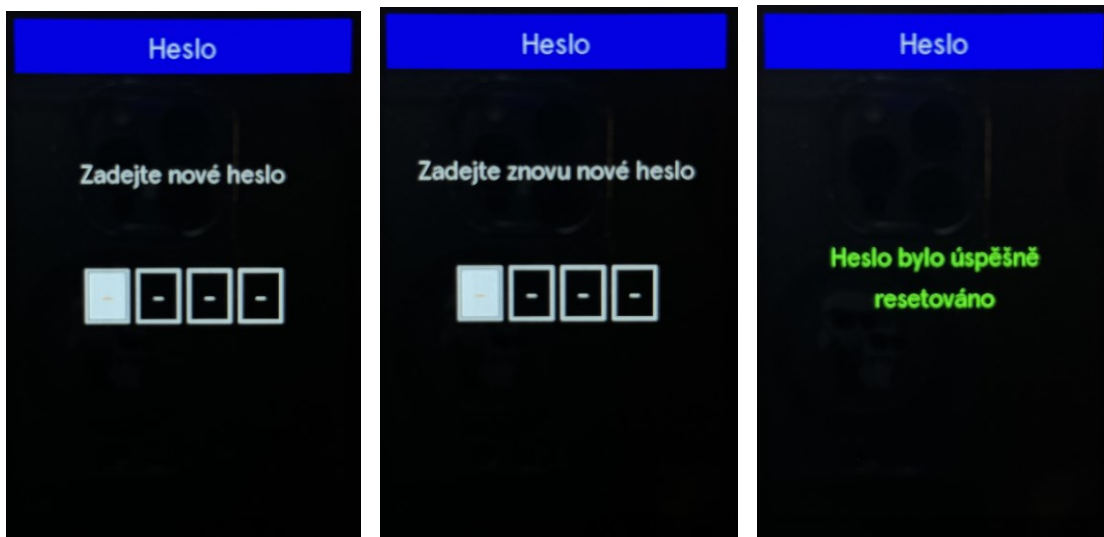 Heslo
Zadejte nové heslo
- - - -
Heslo
Zadejte znovu nové heslo
- - - -
Heslo
Heslo bylo úspěšně
resetováno